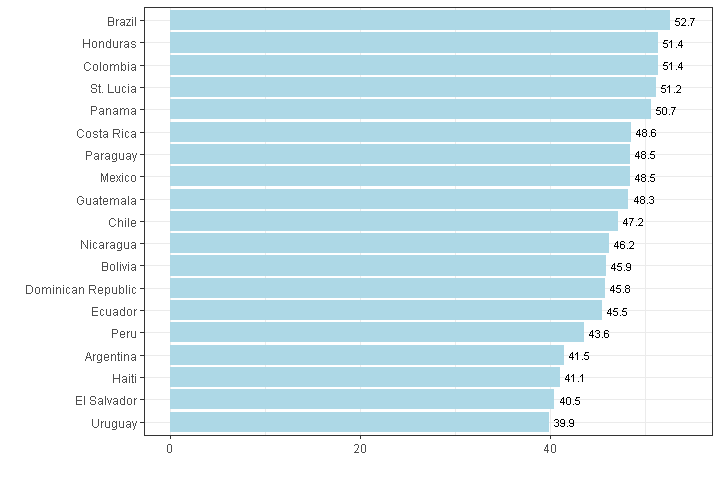 Brazil 52.7
Honduras 51.4
Colombia 51.4
St. Lucia 51.2
Panama 50.7
Costa Rica 48.6
Paraguay 48.5
Mexico 48.5
Guatemala 48.3
Chile 47.2
Nicaragua 46.2
Bolivia 45.9
Dominican Republic 45.8
Ecuador 45.5
Peru 43.6
Argentina 41.5
Haiti 41.1
El Salvador 40.5
Uruguay 39.9
0 20 40